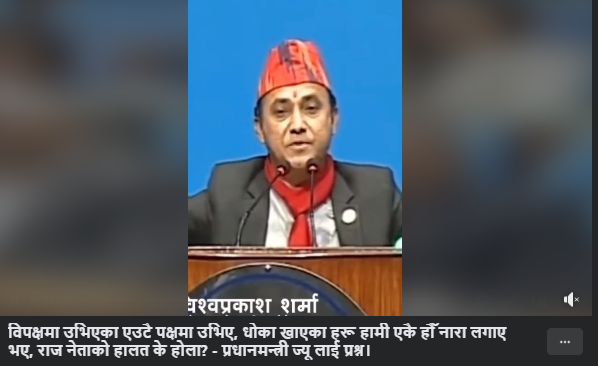 विश्वप्रकाश शर्मा
विपक्षमा उभिएका एउटै पक्षमा उभिए, धोका खाएका हरू हामी एकै हौँ नारा लगाए
भए, राज नेताको हालत के होला? - प्रधानमन्त्री ज्यू लाई प्रश्न।